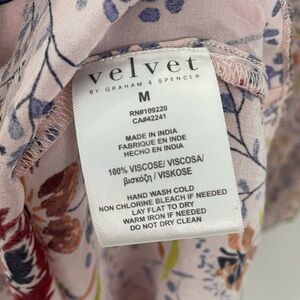 velvet
BY GRAHAM & SPENCER
M
RN#109220
CA#42241
MADE IN INDIA
FABRIQUE EN INDE
HECHO EN INDIA
100% VISCOSE/ VISCOSA/
βισκόζη / VISKOSE
HAND WASH COLD
NON CHLORINE BLEACH IF NEEDED
LAY FLAT TO DRY
WARM IRON IF NEEDED
DO NOT DRY CLEAN